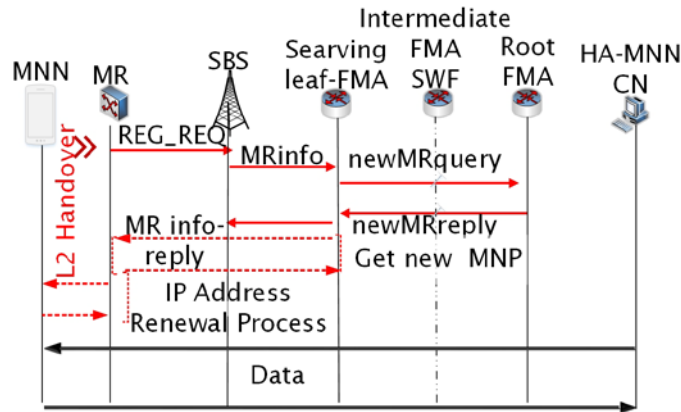 Intermediate
MNN
MR
SBS
Searving
leaf-FMA
FMA
SWF
Root
FMA
HA-MNN
CN
L2 Handover
REG_REQ
MRinfo
newMRquery
MR info-
reply
newMRreply
Get new MNP
IP Address
Renewal Process
Data